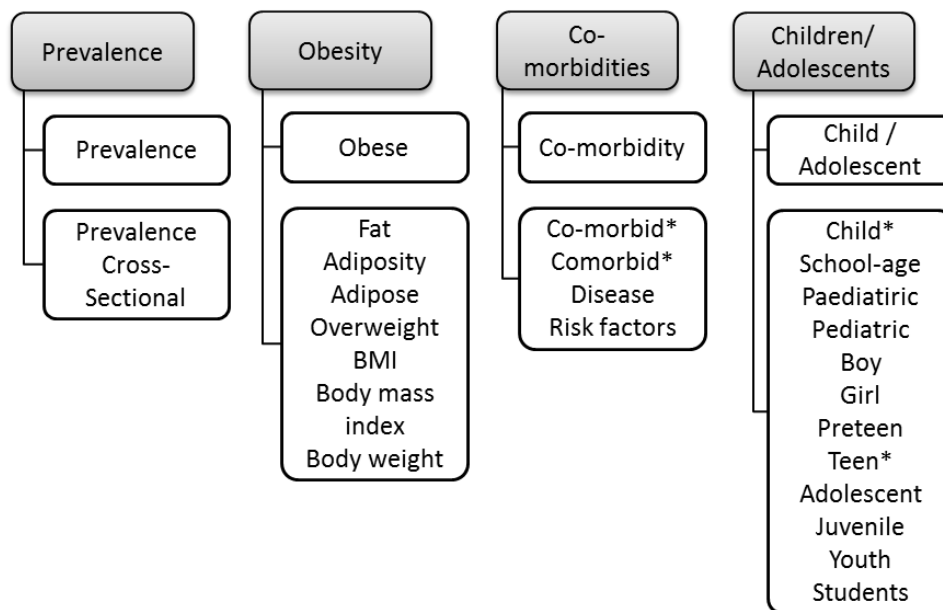 Prevalence
Prevalence
Prevalence
Cross-
Sectional
Obesity
Obese
Fat
Adiposity
Adipose
Overweight
BMI
Body mass
index
Body weight
Co-
morbidities
Co-morbidity
Co-morbid*
Comorbid*
Disease
Risk factors
Children/
Adolescents
Child /
Adolescent
Child*
School-age
Paediatiric
Pediatric
Boy
Girl
Preteen
Teen*
Adolescent
Juvenile
Youth
Students